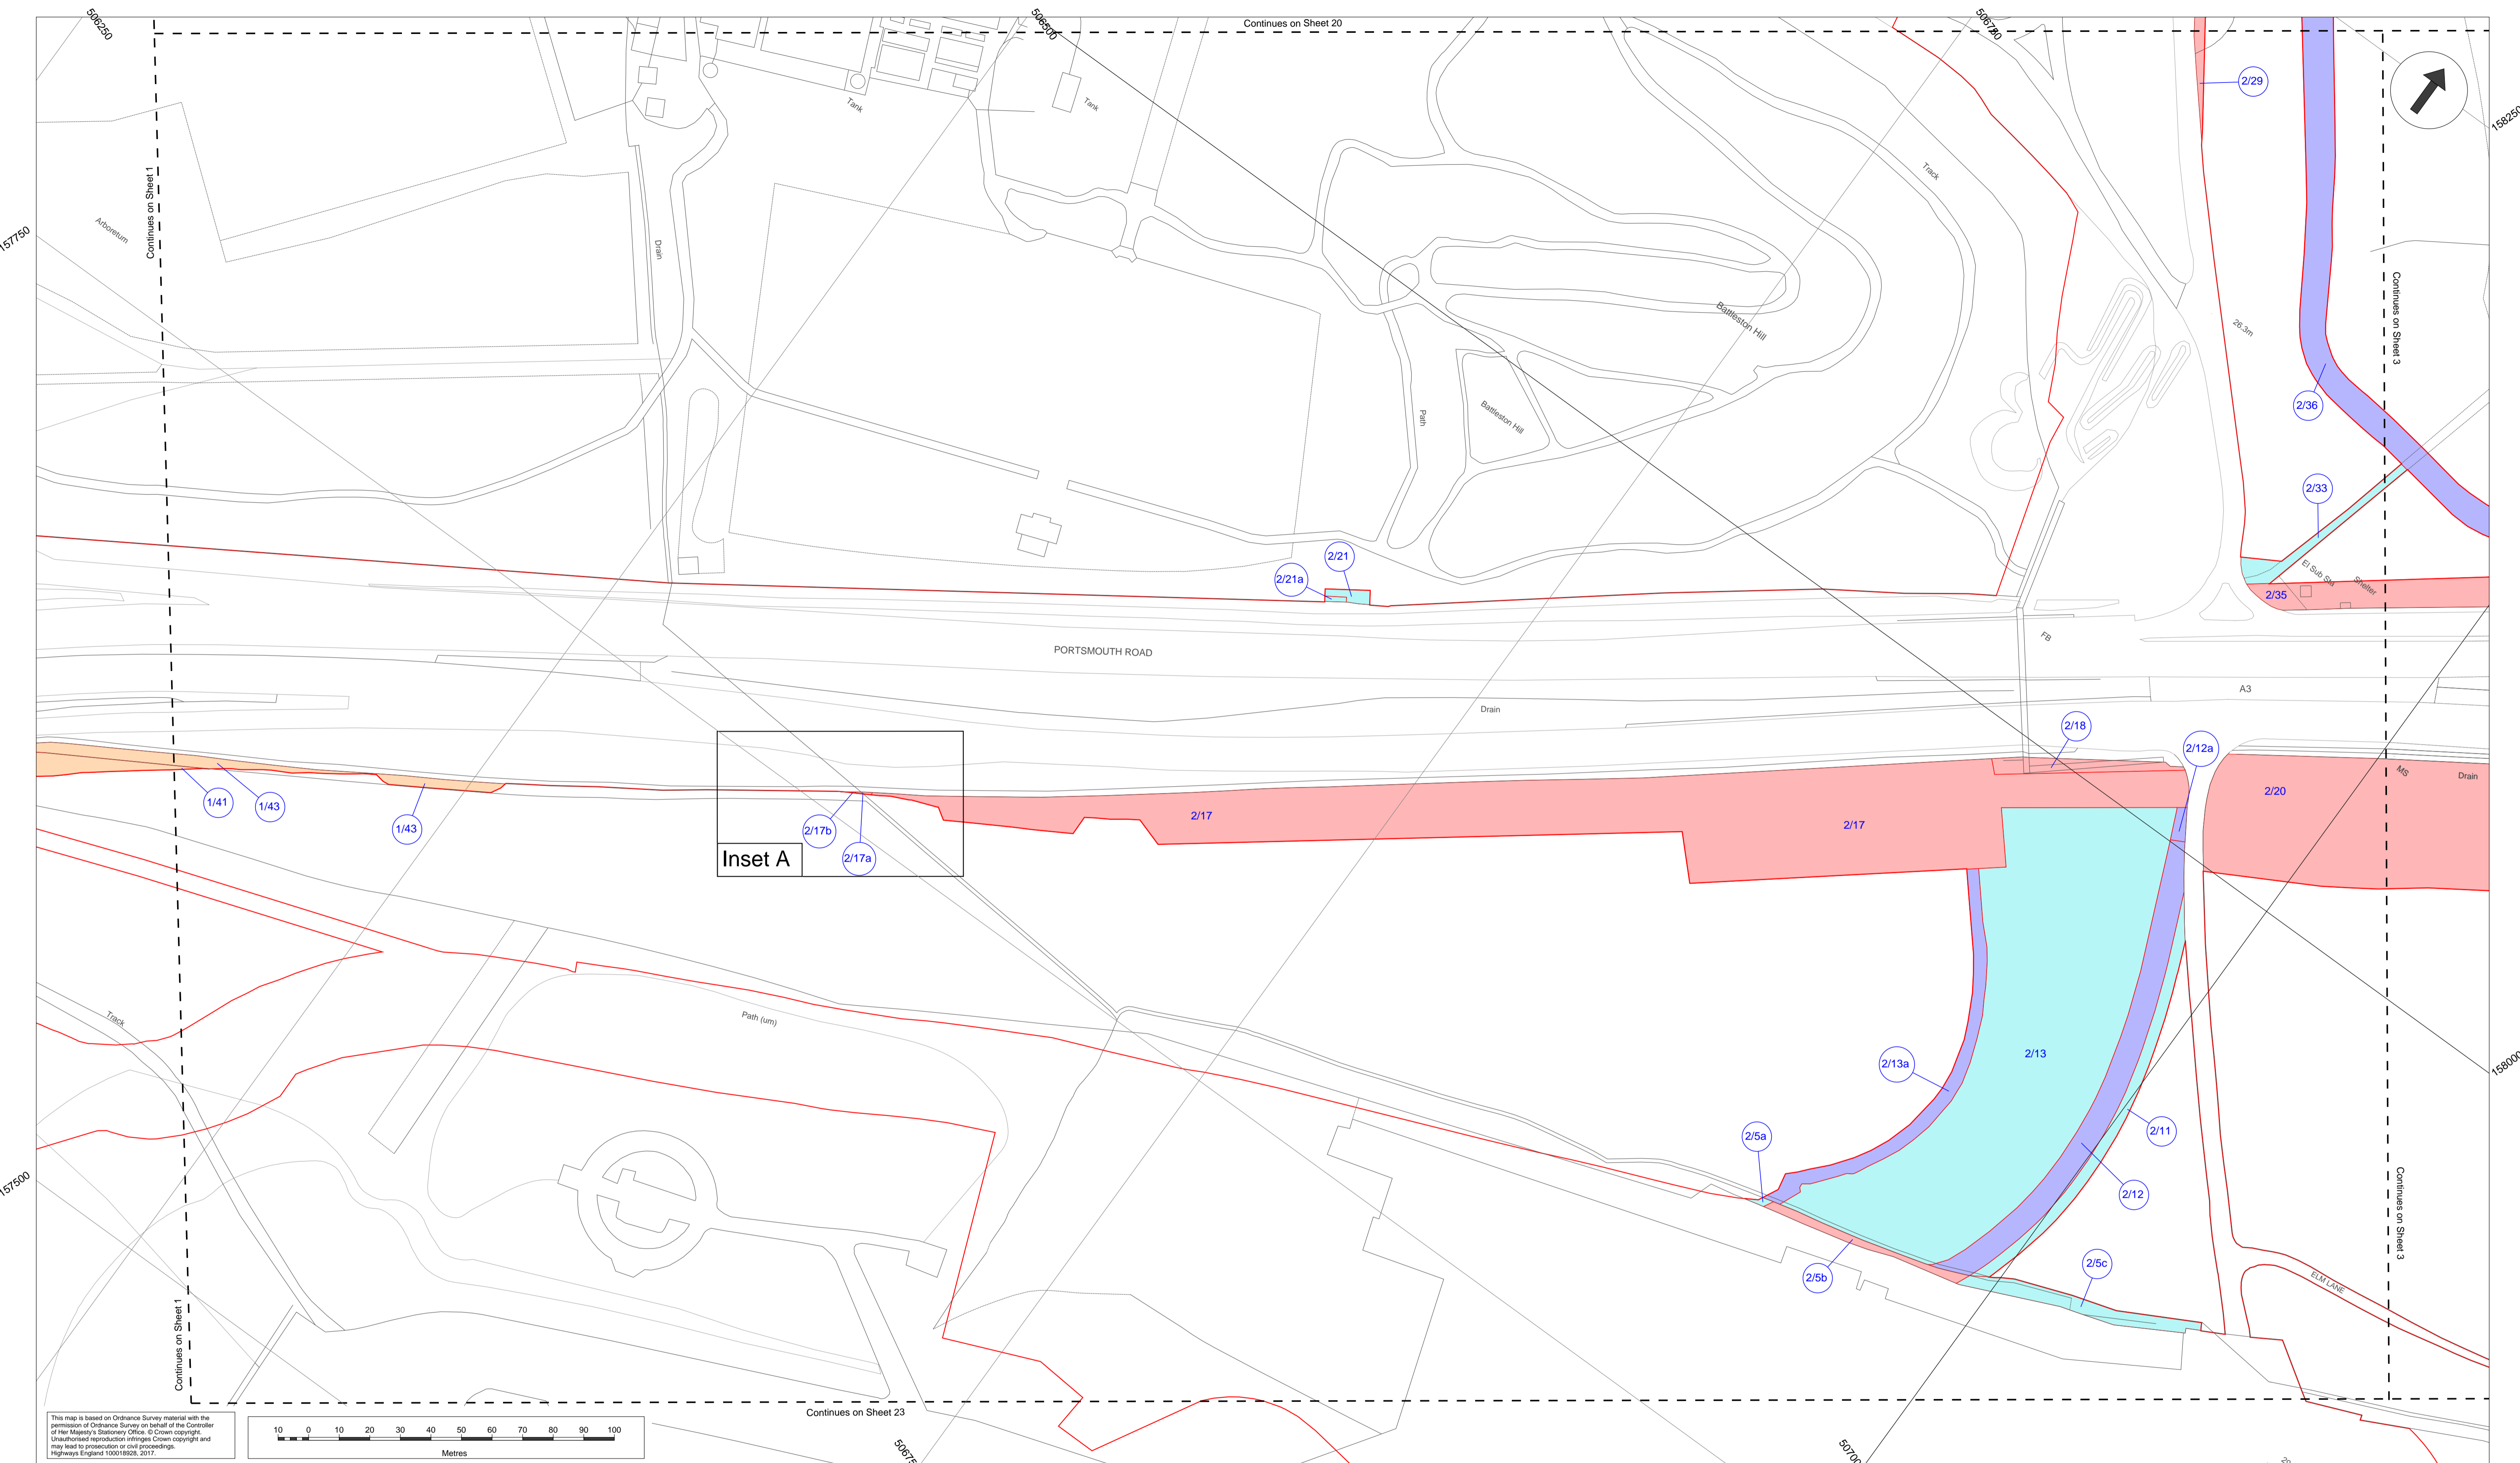 506250
506500
Continues on Sheet 20
506750
2/29
158250
Tank
Tank
Track
Continues on Sheet 1
157750
Arboretum
Drain
Battleston Hill
26.3m
Continues on Sheet 3
2/36
Path
Battleston Hill
2/33
2/21
2/21a
El Sub Sta
Shelter
2/35
FB
PORTSMOUTH ROAD
A3
Drain
2/18
2/12a
MS
Drain
1/41
1/43
1/43
2/17b
2/17a
Inset A
2/17
2/17
2/20
Track
Path (um)
2/13
2/13a
2/11
2/5a
2/12
157500
158000
Continues on Sheet 3
2/5b
2/5c
ELM LANE
Continues on Sheet 1
Continues on Sheet 23
This map is based on Ordnance Survey material with the
permission of Ordnance Survey on behalf of the Controller
of Her Majesty's Stationery Office. © Crown copyright.
Unauthorised reproduction infringes Crown copyright and
may lead to prosecution or civil proceedings.
Highways England 100018928, 2017.
10 0 10 20 30 40 50 60 70 80 90 100
Metres